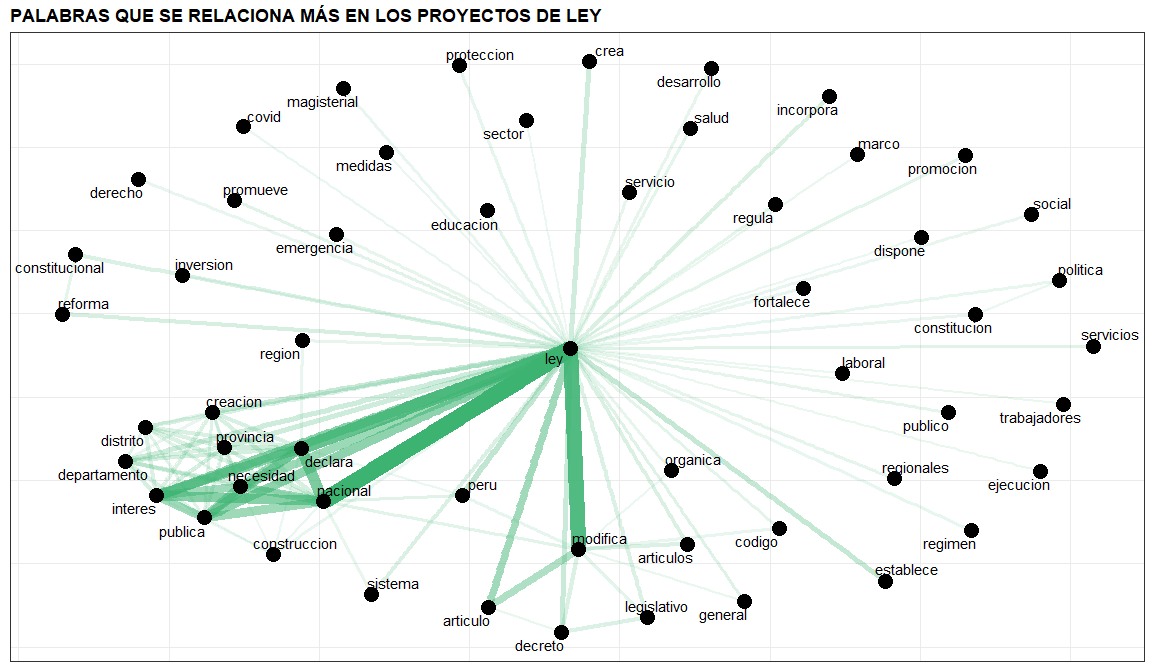 PALABRAS QUE SE RELACIONA MÁS EN LOS PROYECTOS DE LEY
crea
proteccion
desarrollo
magisterial
incorpora
covid
salud
sector
marco
medidas
promocion
servicio
derecho
promueve
social
regula
educacion
emergencia
dispone
constitucional
inversion
politica
reforma
fortalece
constitucion
servicios
region
ley
laboral
creacion
trabajadores
publico
distrito
provincia
declara
organica
departamento
necesidad
regionales
peru
ejecucion
nacional
interes
publica
modifica
codigo
regimen
construccion
articulos
establece
sistema
legislativo
general
articulo
decreto